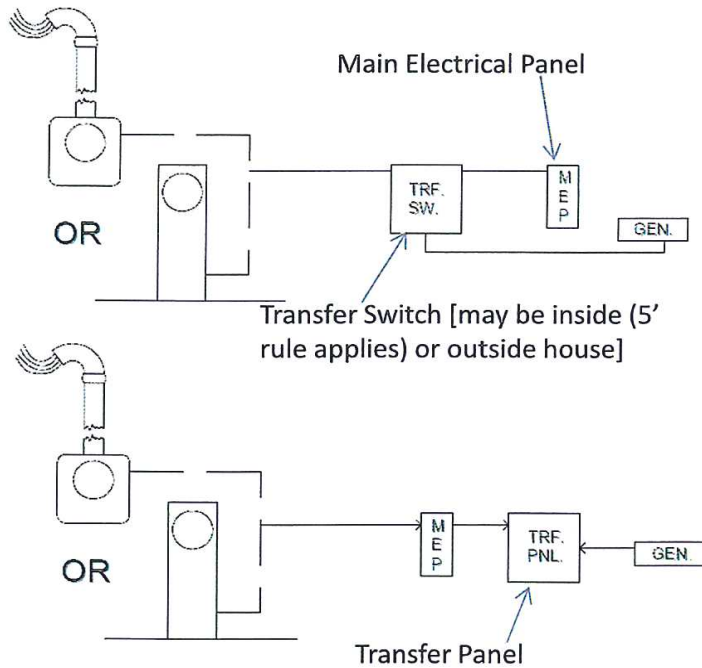 Main Electrical Panel
TRF.
SW.
M
E
P
GEN.
OR
Transfer Switch [may be inside (5'
rule applies) or outside house]
M
E
P
TRF.
PNL.
GEN.
OR
Transfer Panel